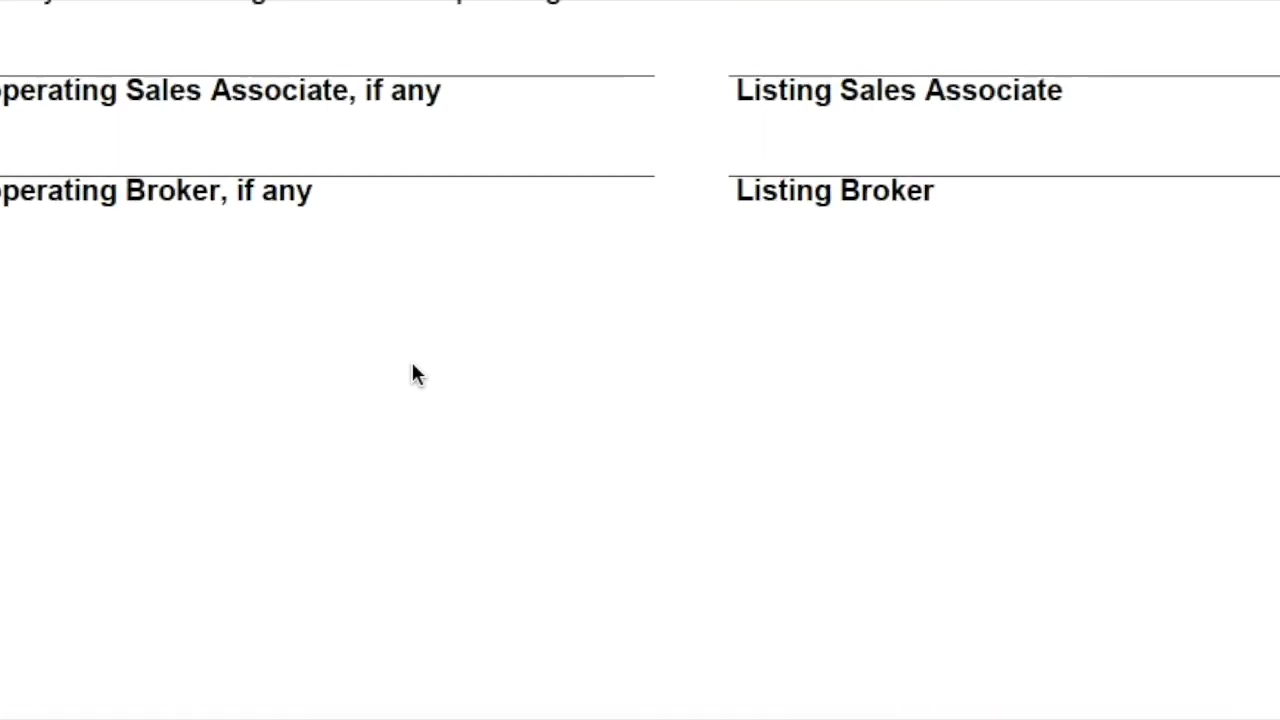 operating Sales Associate, if any
Listing Sales Associate
operating Broker, if any
Listing Broker